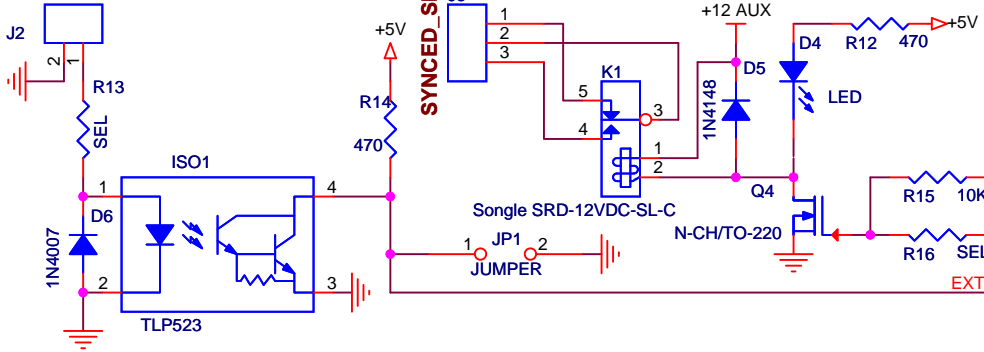 J2
2
1
R13
SEL
D6
1N4007
ISO1
1
2
4
3
TLP523
+5V
R14
470
1
2
3
K1
5
4
3
1
2
Songle SRD-12VDC-SL-C
JP1
1
2
JUMPER
+12 AUX
D5
1N4148
D4
LED
R12
470
+5V
Q4
N-CH/TO-220
R15
R16
SEL
EXT